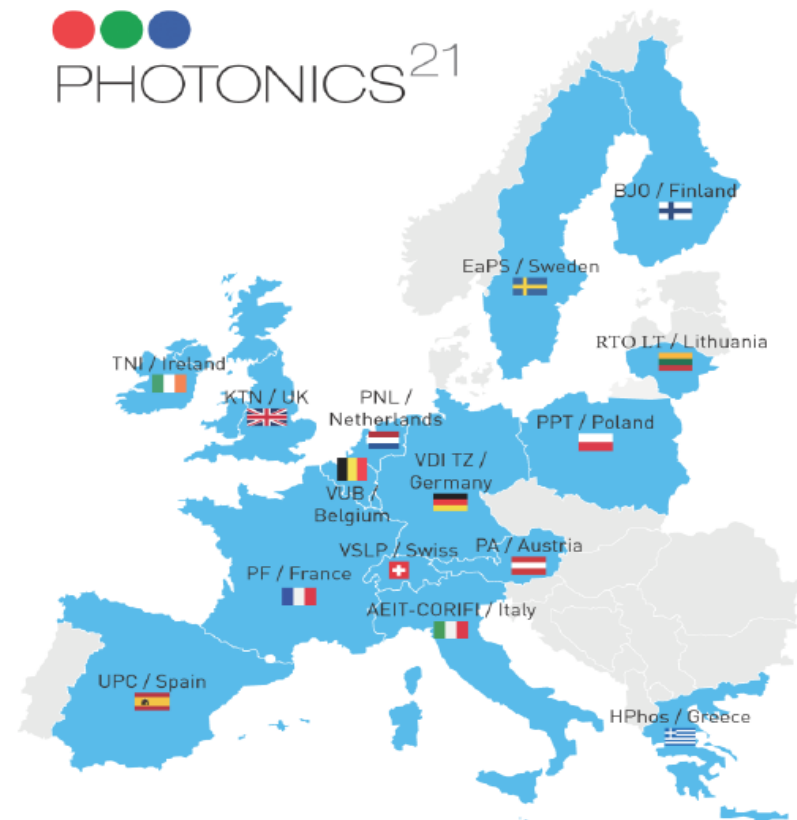 PHOTONICS21
BJO / Finland
EaPS / Sweden
RTO LT / Lithuania
TNI / Ireland
KTN / UK
PNL /
Netherlands
PPT / Poland
VDI TZ /
Germany
VUB /
Belgium
VSLP / Swiss
PA / Austria
PF / France
AEIT-CORIFI / Italy
UPC / Spain
HPhos / Greece